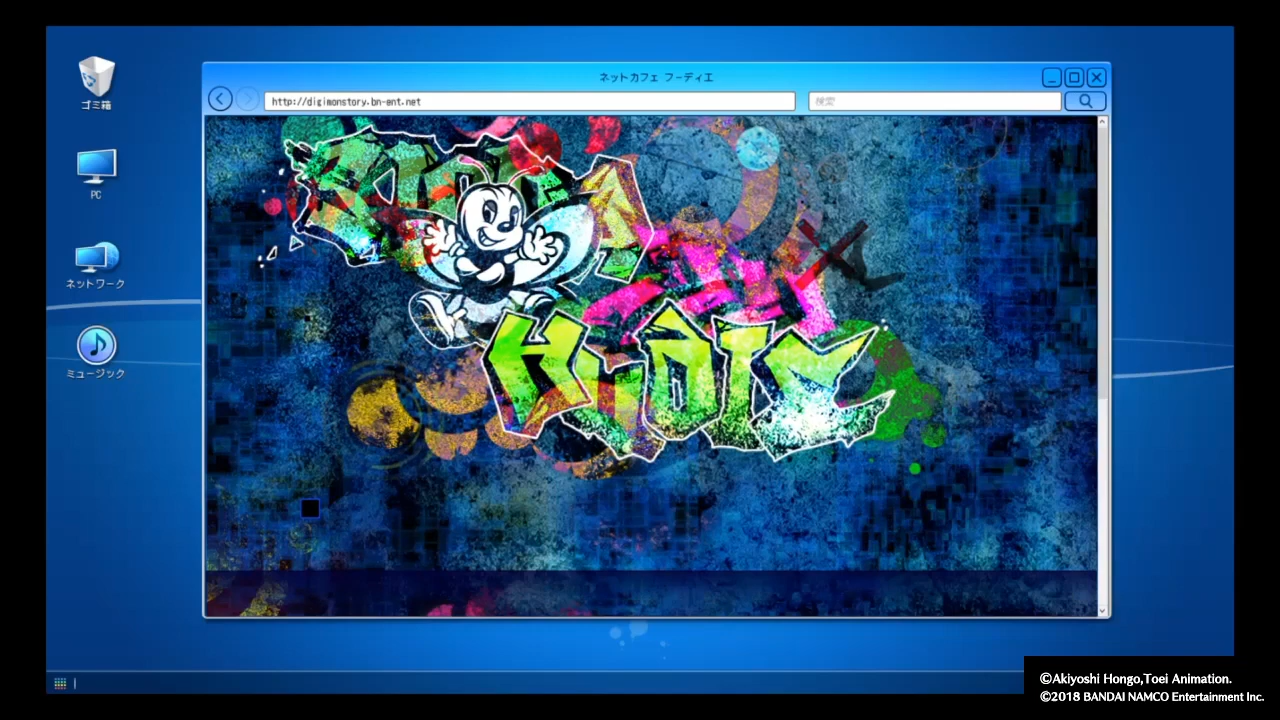 ネットカフェ フーディエ
http://digimonstory.bn-ent.net
検索
ゴミ箱
PC
ネットワーク
ミュージック
©Akiyoshi Hongo,Toei Animation.
©2018 BANDAI NAMCO Entertainment Inc.